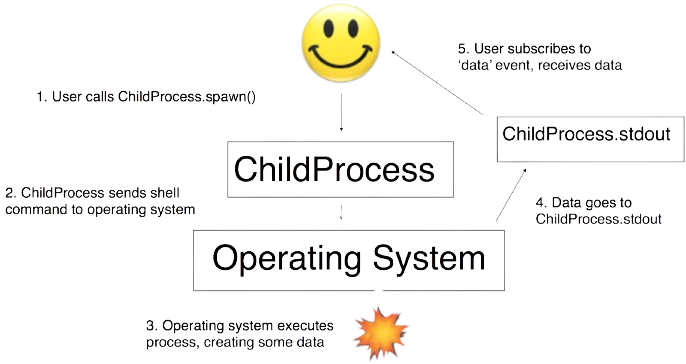 1. User calls ChildProcess.spawn()
5. User subscribes to
‘data’ event, receives data
ChildProcess.stdout
ChildProcess
2. ChildProcess sends shell
command to operating system
4. Data goes to
ChildProcess.stdout
Operating System
3. Operating system executes
process, creating some data